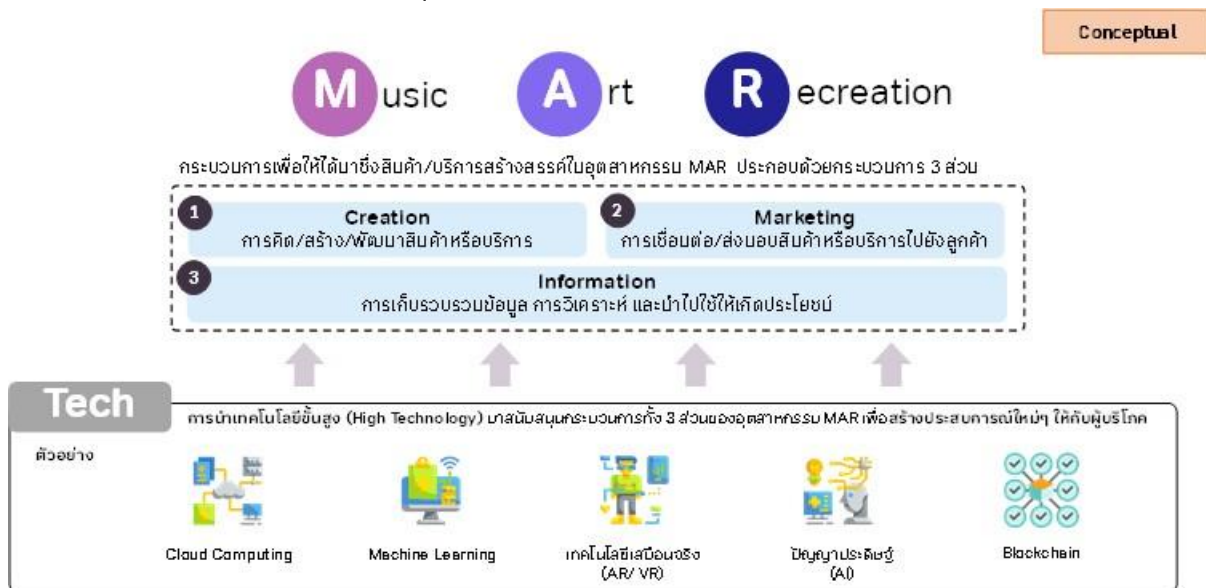 Conceptual
Music Art Recreation
กระบวนการเพื่อให้ได้มาซึ่งสินค้า/บริการสร้างสรรค์ในอุตสาหกรรม MAR ประกอบด้วยกระบวนการ 3 ส่วน
1
Creation
การคิด/สร้าง/พัฒนาสินค้าหรือบริการ
2
Marketing
การเชื่อมต่อ/ส่งมอบสินค้าหรือบริการไปยังลูกค้า
3
Information
การเก็บรวบรวมข้อมูล การวิเคราะห์ และนำไปใช้ให้เกิดประโยชน์
Tech
การนำเทคโนโลยีขั้นสูง (High Technology) มาสนับสนุนกระบวนการทั้ง 3 ส่วนของอุตสาหกรรม MAR เพื่อสร้างประสบการณ์ใหม่ๆ ให้กับผู้บริโภค
ตัวอย่าง
Cloud Computing
Machine Learning
เทคโนโลยีเสมือนจริง
(AR/ VR)
ปัญญาประดิษฐ์
(AI)
Blockchain